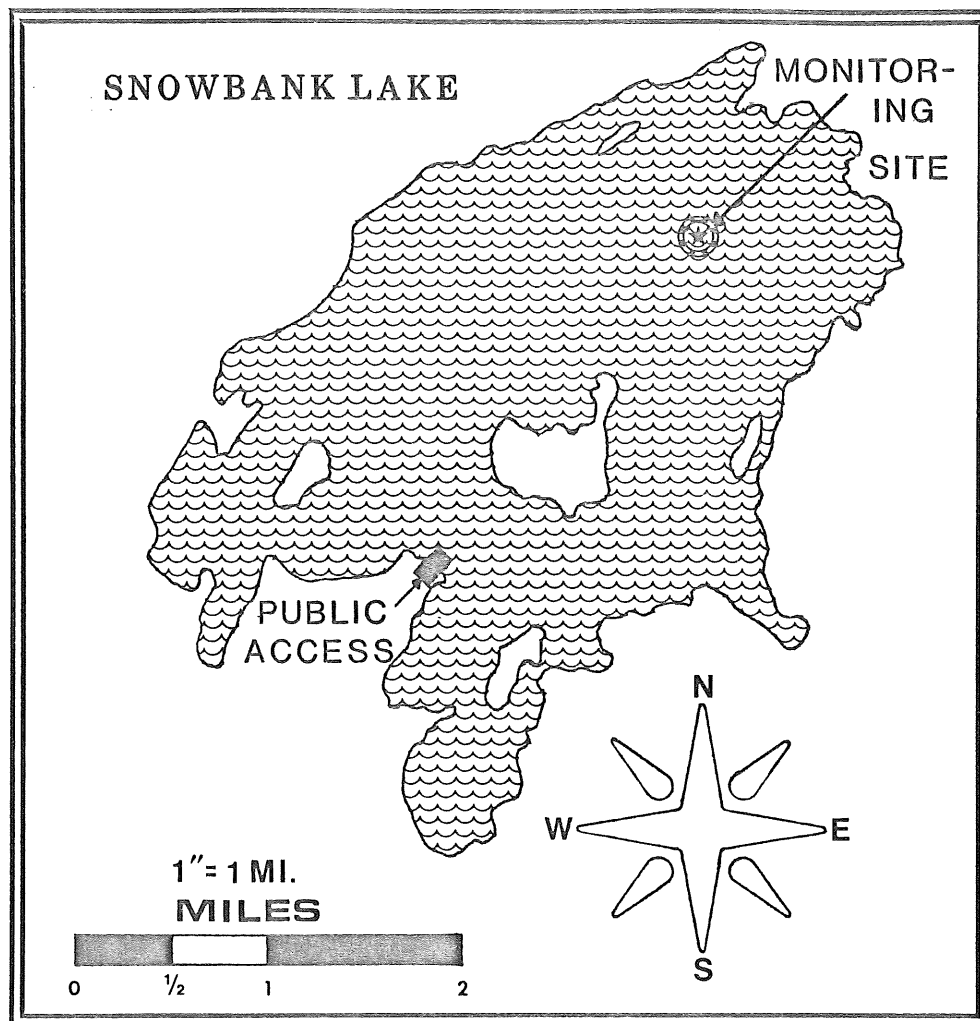 SNOWBANK LAKE
MONITOR-
ING
SITE
PUBLIC
ACCESS
N
W E
S
1"= 1 MI.
MILES
0 ½ 1 2